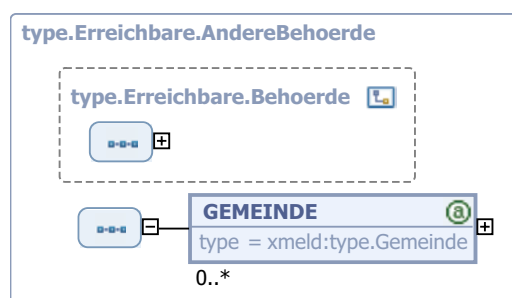 type.Erreichbare.AndereBehoerde
type.Erreichbare.Behoerde
GEMEINDE
type = xmeld:type.Gemeinde
0..*